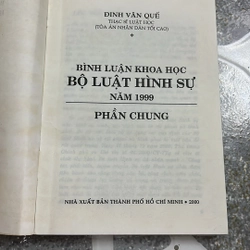 ĐINH VĂN QUẾ
THẠC SĨ LUẬT HỌC
(TÒA ÁN NHÂN DÂN TỐI CAO)
BÌNH LUẬN KHOA HỌC
BỘ LUẬT HÌNH SỰ
NĂM 1999
PHẦN CHUNG
NHÀ XUẤT BẢN THÀNH PHỐ HỒ CHÍ MINH - 2000